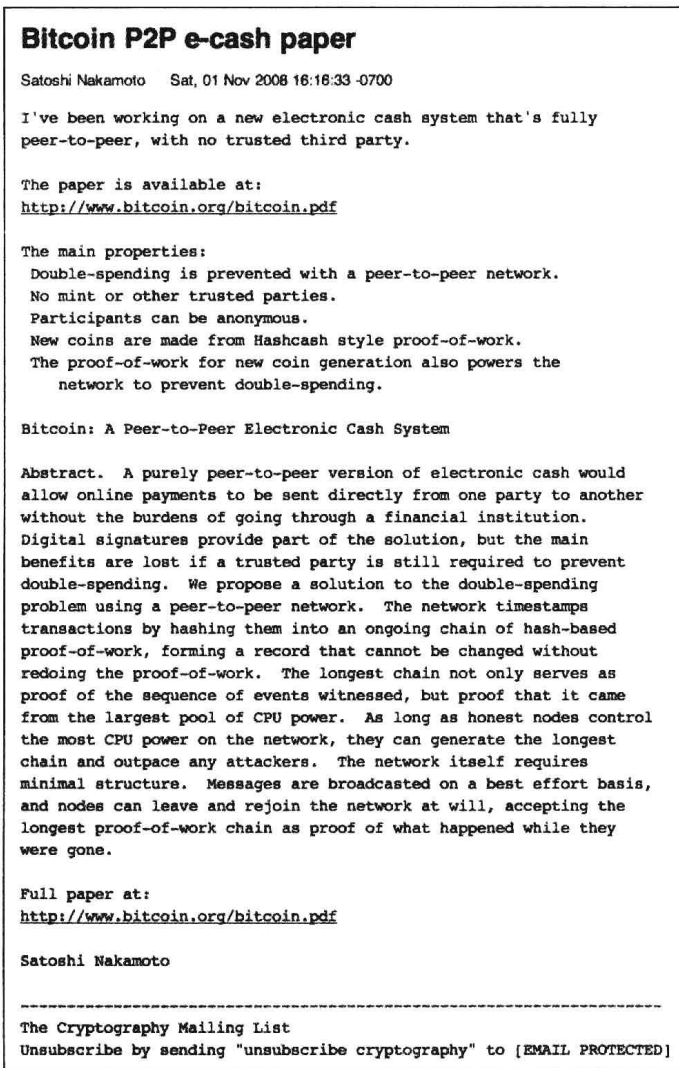 Bitcoin P2P e-cash paper
Satoshi Nakamoto Sat, 01 Nov 2008 16:16:33 -0700
I've been working on a new electronic cash system that's fully
peer-to-peer, with no trusted third party.
The paper is available at:
http://www.bitcoin.org/bitcoin.pdf
The main properties:
Double-spending is prevented with a peer-to-peer network.
No mint or other trusted parties.
Participants can be anonymous.
New coins are made from Hashcash style proof-of-work.
The proof-of-work for new coin generation also powers the
network to prevent double-spending.
Bitcoin: A Peer-to-Peer Electronic Cash System
Abstract. A purely peer-to-peer version of electronic cash would
allow online payments to be sent directly from one party to another
without the burdens of going through a financial institution.
Digital signatures provide part of the solution, but the main
benefits are lost if a trusted party is still required to prevent
double-spending. We propose a solution to the double-spending
problem using a peer-to-peer network. The network timestamps
transactions by hashing them into an ongoing chain of hash-based
proof-of-work, forming a record that cannot be changed without
redoing the proof-of-work. The longest chain not only serves as
proof of the sequence of events witnessed, but proof that it came
from the largest pool of CPU power. As long as honest nodes control
the most CPU power on the network, they can generate the longest
chain and outpace any attackers. The network itself requires
minimal structure. Messages are broadcasted on a best effort basis,
and nodes can leave and rejoin the network at will, accepting the
longest proof-of-work chain as proof of what happened while they
were gone.
Full paper at:
http://www.bitcoin.org/bitcoin.pdf
Satoshi Nakamoto
---------------------------------------------------------------------
The Cryptography Mailing List
Unsubscribe by sending "unsubscribe cryptography" to [EMAIL PROTECTED]